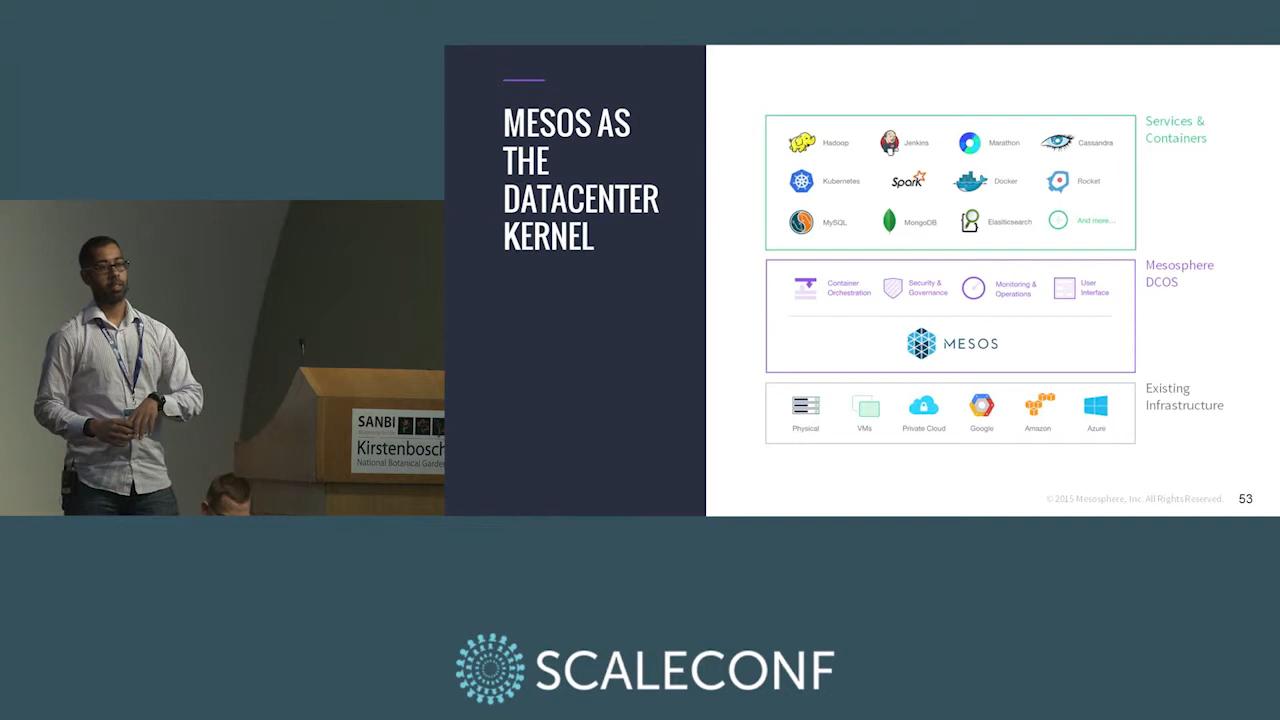 MESOS AS
THE
DATACENTER
KERNEL
Services &
Containers
Hadoop
Jenkins
Marathon
Cassandra
Kubernetes
Spark
Docker
Rocket
MySQL
MongoDB
Elasiticsearch
And more...
Mesosphere
DCOS
Container
Orchestration
Security &
Governance
Monitoring &
Operations
User
Interface
MESOS
Existing
Infrastructure
Physical
VMs
Private Cloud
Google
Amazon
Azure
© 2015 Mesosphere, Inc. All Rights Reserved.
53
SANBI
Kirstenbosch
National Botanical Garde
SCALECONF